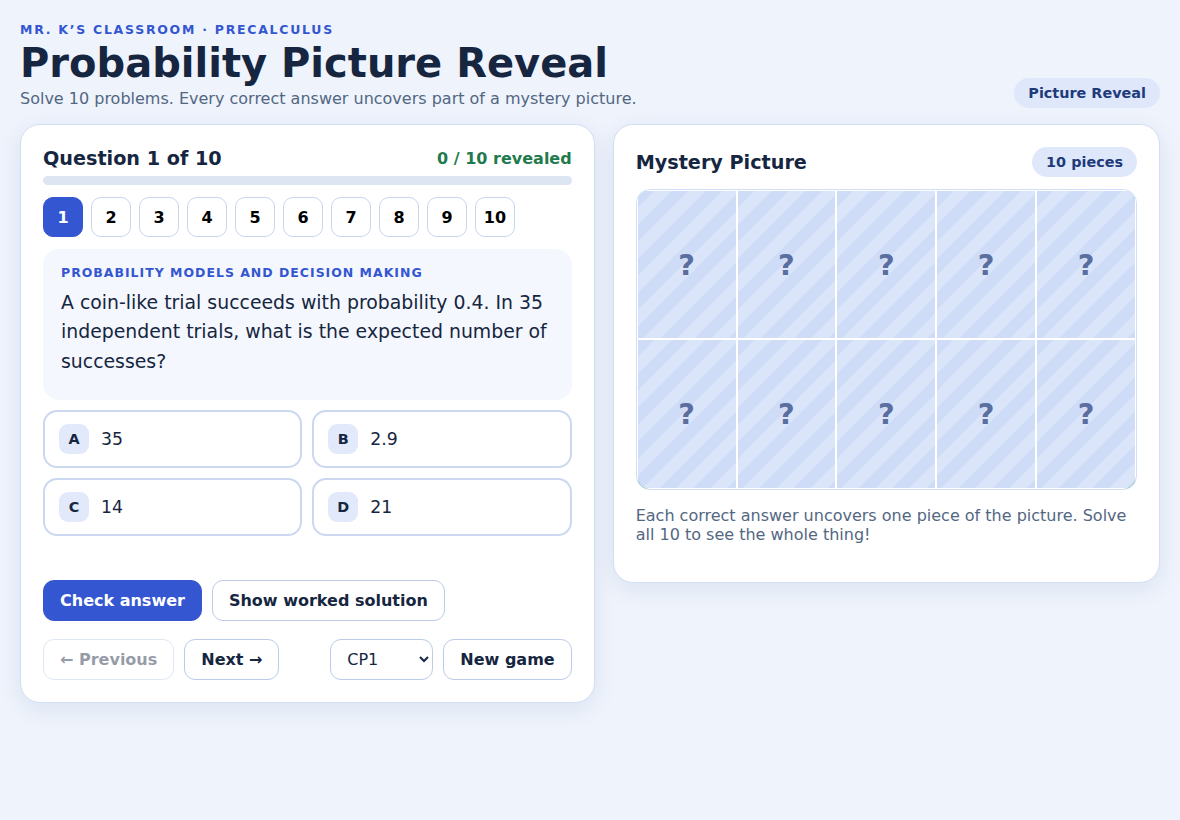 MR. K’S CLASSROOM · PRECALCULUS
Probability Picture Reveal
Solve 10 problems. Every correct answer uncovers part of a mystery picture.
Picture Reveal
Question 1 of 10
0 / 10 revealed
1 2 3 4 5 6 7 8 9 10
PROBABILITY MODELS AND DECISION MAKING
A coin-like trial succeeds with probability 0.4. In 35
independent trials, what is the expected number of
successes?
A 35
B 2.9
C 14
D 21
Check answer
Show worked solution
← Previous
Next →
CP1
New game
Mystery Picture
10 pieces
? ? ? ? ?
? ? ? ? ?
Each correct answer uncovers one piece of the picture. Solve
all 10 to see the whole thing!